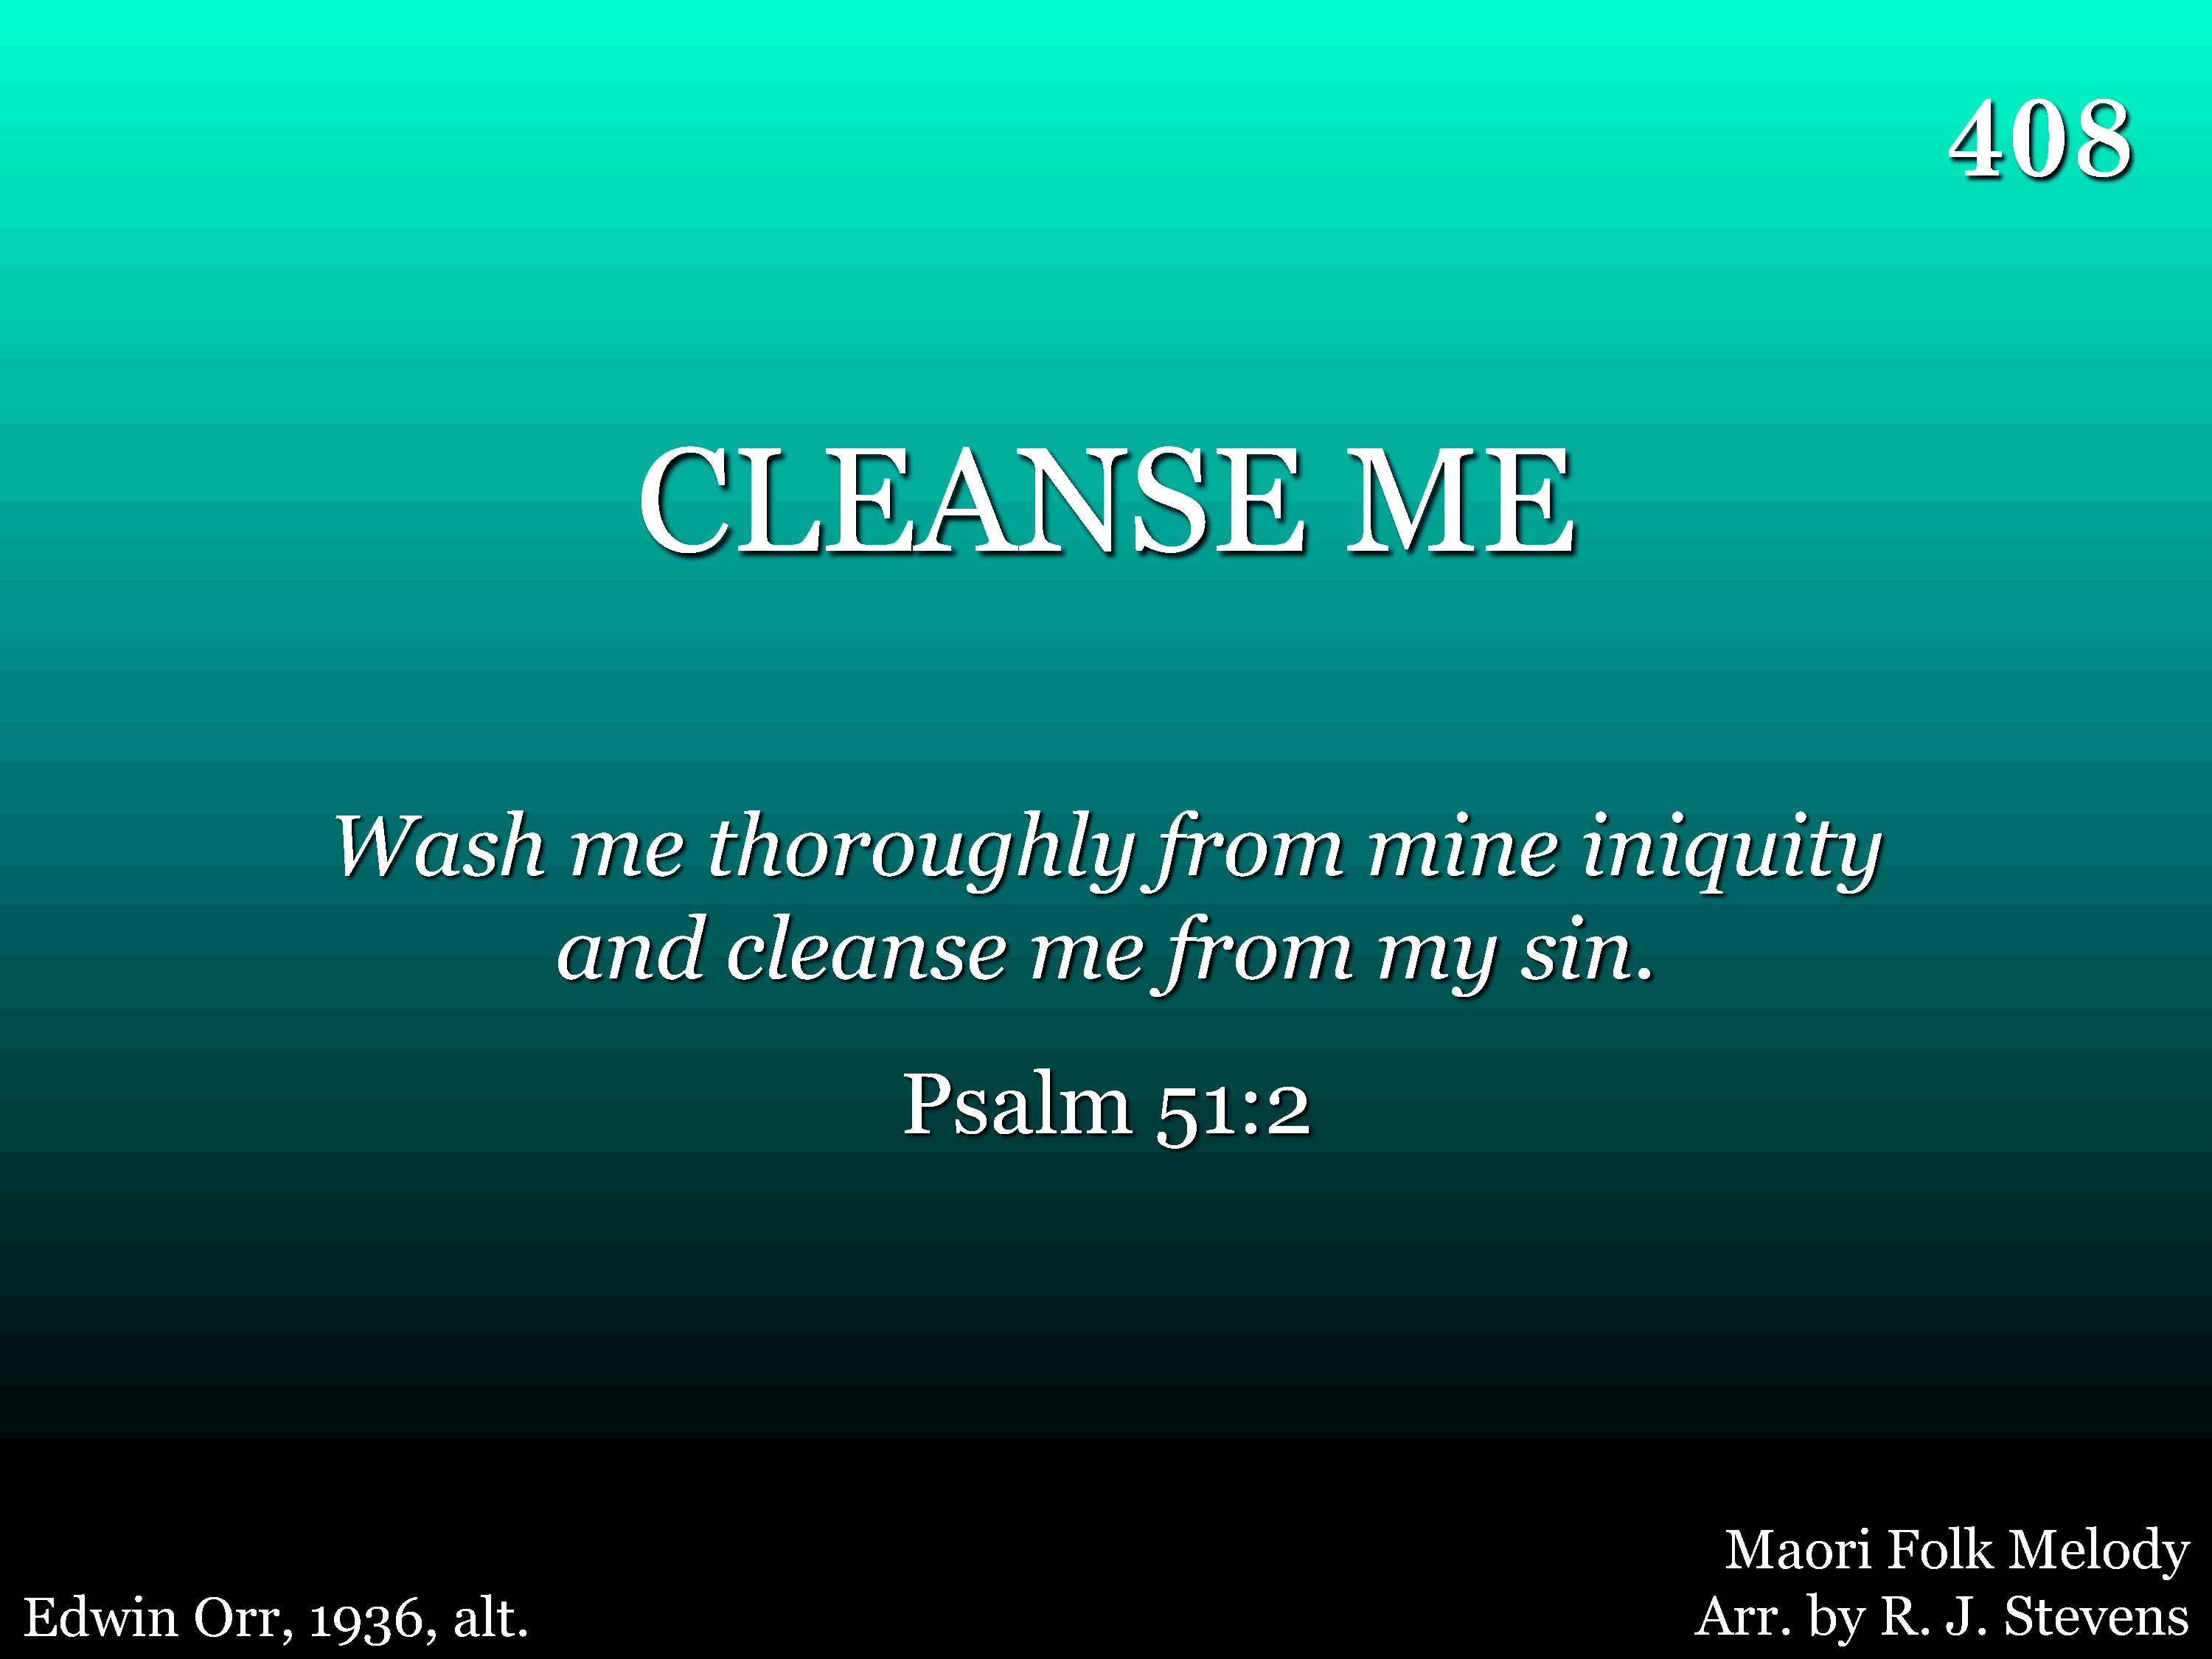 408
CLEANSE ME
Wash me thoroughly from mine iniquity
and cleanse me from my sin.
Psalm 51:2
Edwin Orr, 1936, alt.
Maori Folk Melody
Arr. by R. J. Stevens